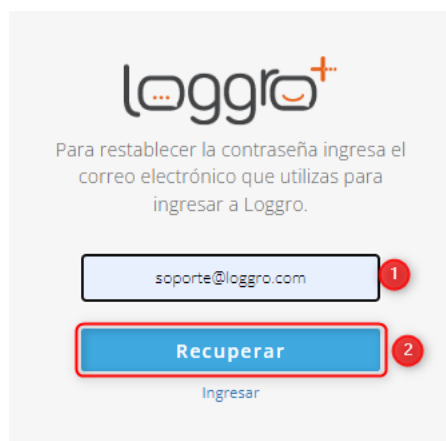 loggro+
Para restablecer la contraseña ingresa el
correo electrónico que utilizas para
ingresar a Loggro.
soporte@loggro.com
1
Recuperar
2
Ingresar